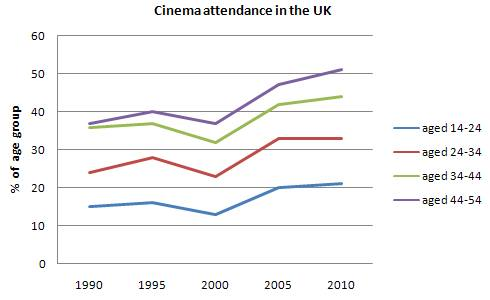 Cinema attendance in the UK
60
50
40
30
20
10
0
% of age group
1990 1995 2000 2005 2010
aged 14-24
aged 24-34
aged 34-44
aged 44-54